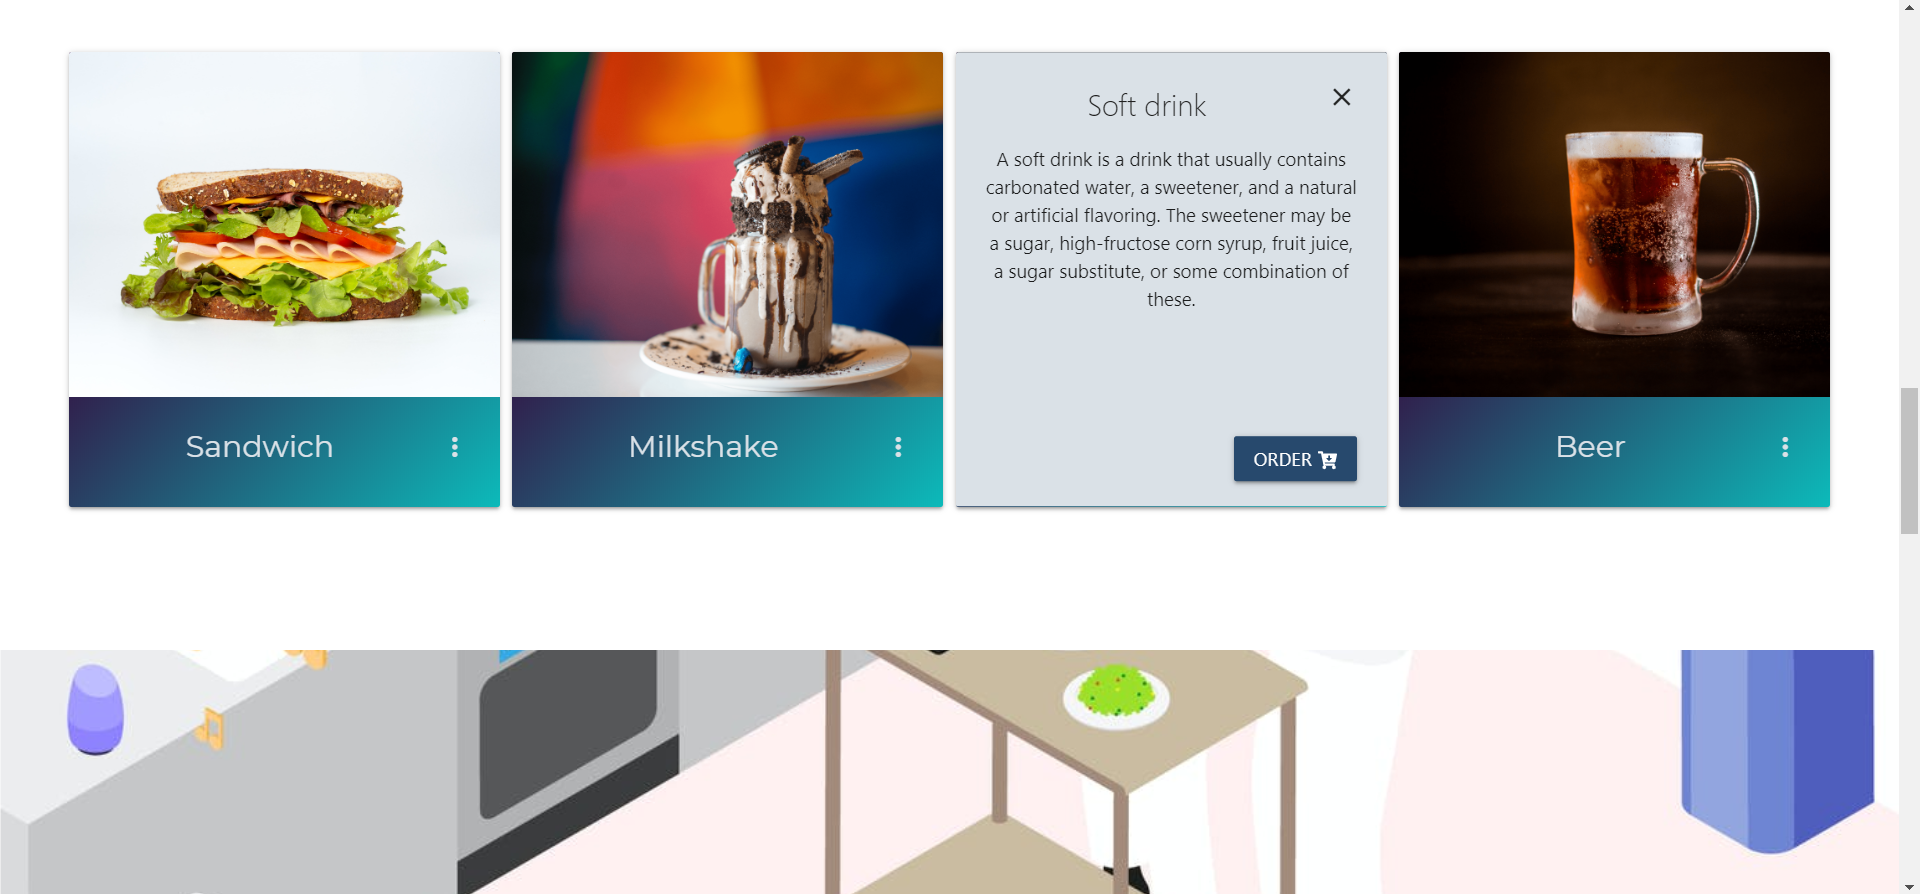 Soft drink
A soft drink is a drink that usually contains
carbonated water, a sweetener, and a natural
or artificial flavoring. The sweetener may be
a sugar, high-fructose corn syrup, fruit juice,
a sugar substitute, or some combination of
these.
ORDER
Sandwich
Milkshake
Beer